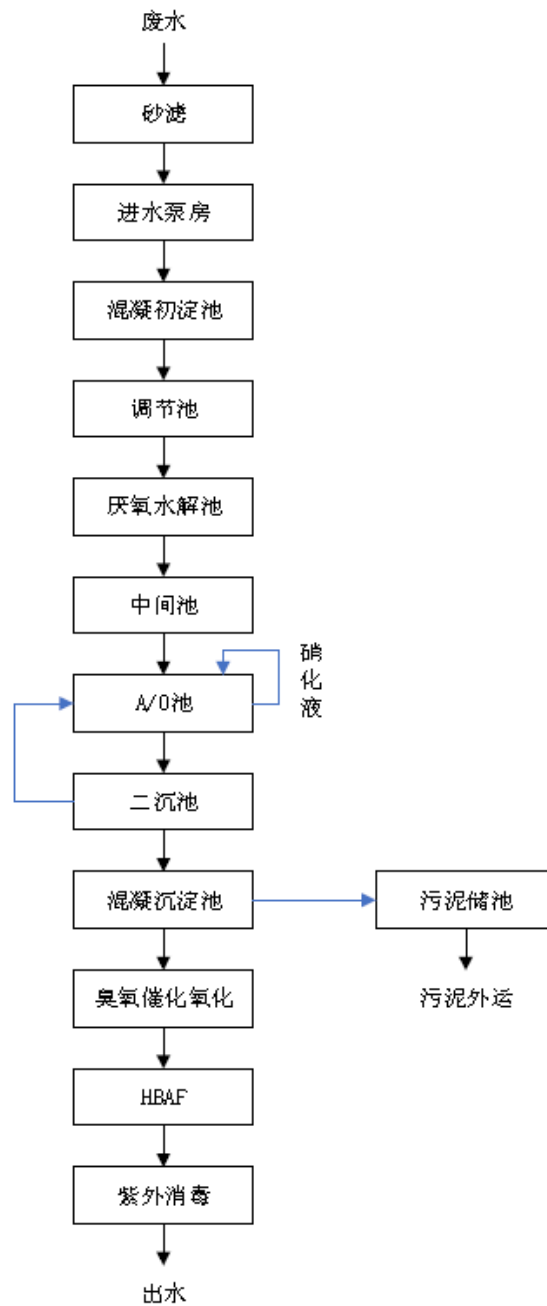 废水
砂滤
进水泵房
混凝初淀池
调节池
厌氧水解池
中间池
硝
化
液
A/O池
二沉池
混凝沉淀池
污泥储池
臭氧催化氧化
污泥外运
HBAF
紫外消毒
出水